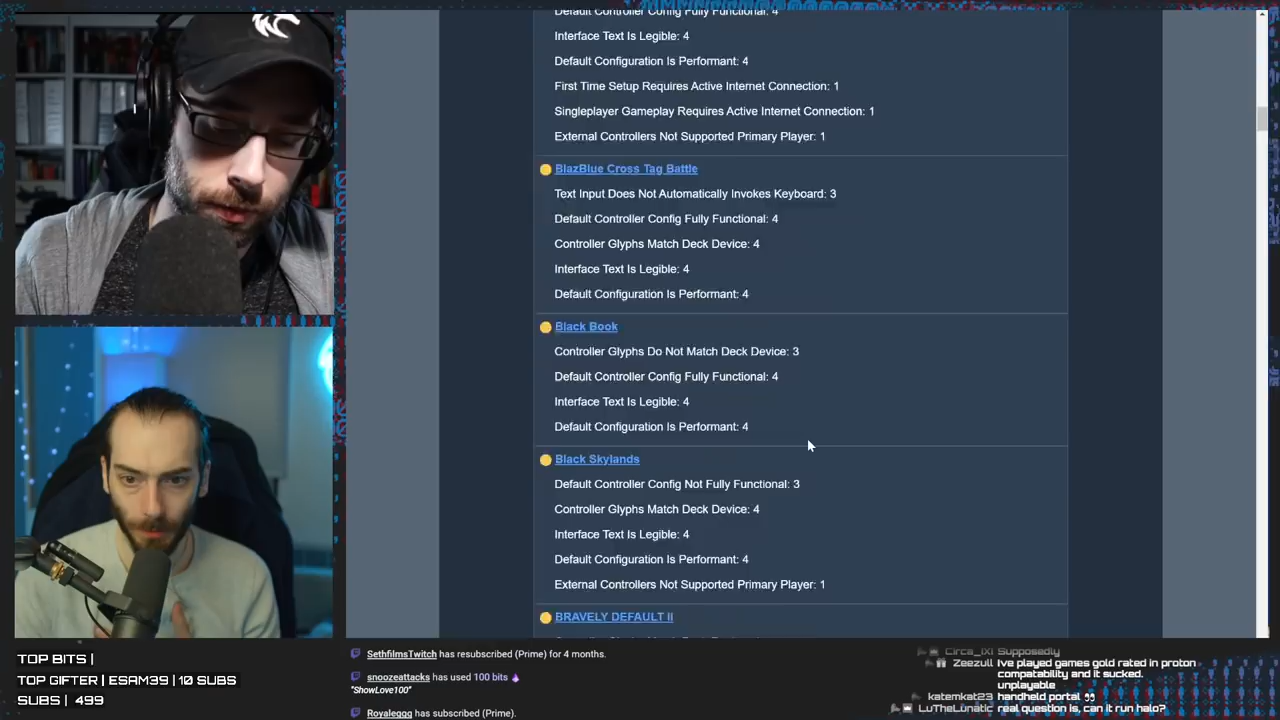 Default Controller Config Fully Functional: 4
Interface Text Is Legible: 4
Default Configuration Is Performant: 4
First Time Setup Requires Active Internet Connection: 1
Singleplayer Gameplay Requires Active Internet Connection: 1
External Controllers Not Supported Primary Player: 1
BlazBlue Cross Tag Battle
Text Input Does Not Automatically Invokes Keyboard: 3
Default Controller Config Fully Functional: 4
Controller Glyphs Match Deck Device: 4
Interface Text Is Legible: 4
Default Configuration Is Performant: 4
Black Book
Controller Glyphs Do Not Match Deck Device: 3
Default Controller Config Fully Functional: 4
Interface Text Is Legible: 4
Default Configuration Is Performant: 4
Black Skylands
Default Controller Config Not Fully Functional: 3
Controller Glyphs Match Deck Device: 4
Interface Text Is Legible: 4
Default Configuration Is Performant: 4
External Controllers Not Supported Primary Player: 1
BRAVELY DEFAULT II
TOP BITS |
TOP GIFTER | ESAM39 | 10 SUBS
SUBS | 499
SethfilmsTwitch has resubscribed (Prime) for 4 months.
snoozeattacks has used 100 bits
"ShowLove100"
Royaleggg has subscribed (Prime).
Circa_IXI Supposedly
Zeezull Ive played games gold rated in proton
compatability and it sucked.
unplayable
katemkat23 handheld portal
LuTheLunatic real question is, can it run halo?